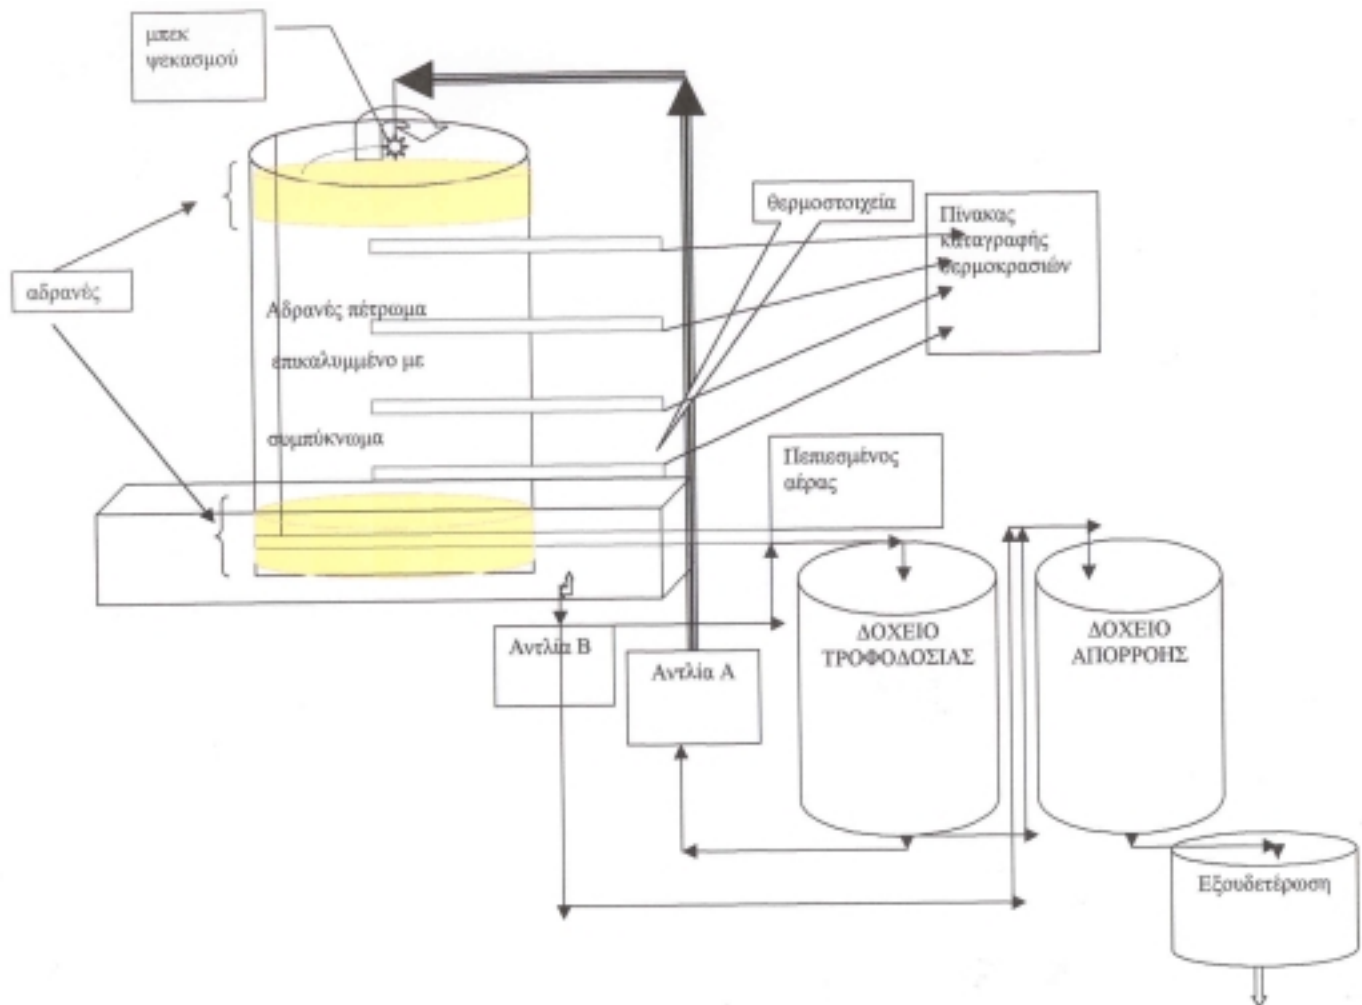 μπεκ
ψεκασμού
θερμοστοιχεία
Πίνακας
καταγραφής
θερμοκρασιών
αδρανές
Αδρανές πέτρωμα
επικαλυμμένο με
συμπύκνωμα
Πεπιεσμένος
αέρας
Αντλία Β
Αντλία Α
ΔΟΧΕΙΟ
ΤΡΟΦΟΔΟΣΙΑΣ
ΔΟΧΕΙΟ
ΑΠΟΡΡΟΗΣ
Εξουδετέρωση